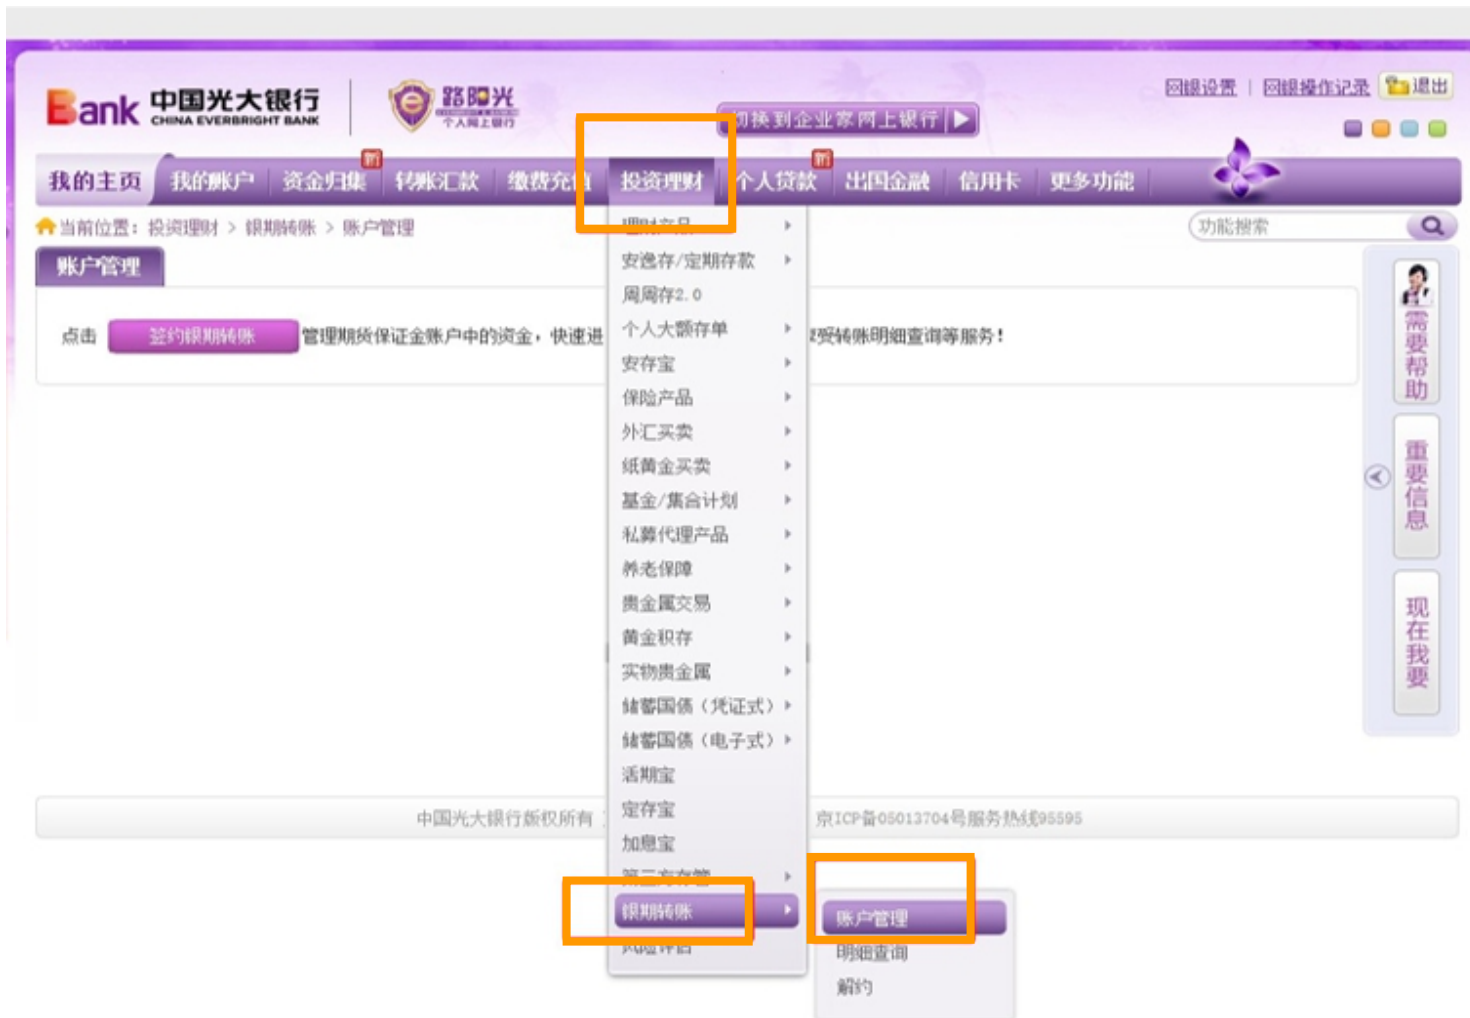 Bank 中国光大银行
CHINA EVERBRIGHT BANK
e路阳光
个人网上银行
切换到企业家网上银行
网银设置 | 网银操作记录 退出
我的主页 我的账户 资金归集 新 转账汇款 缴费充值 投资理财 个人贷款 新 出国金融 信用卡 更多功能
当前位置：投资理财 > 银期转账 > 账户管理
功能搜索
账户管理
点击 签约银期转账 管理期货保证金账户中的资金，快速进
受转账明细查询等服务！
理财产品
安逸存/定期存款
周周存2.0
个人大额存单
安存宝
保险产品
外汇买卖
纸黄金买卖
基金/集合计划
私募代理产品
养老保障
贵金属交易
黄金积存
实物贵金属
储蓄国债（凭证式）
储蓄国债（电子式）
活期宝
定存宝
加息宝
第三方存管
银期转账
风险评估
账户管理
明细查询
解约
需要帮助
重要信息
现在我要
中国光大银行版权所有
京ICP备05013704号服务热线95595